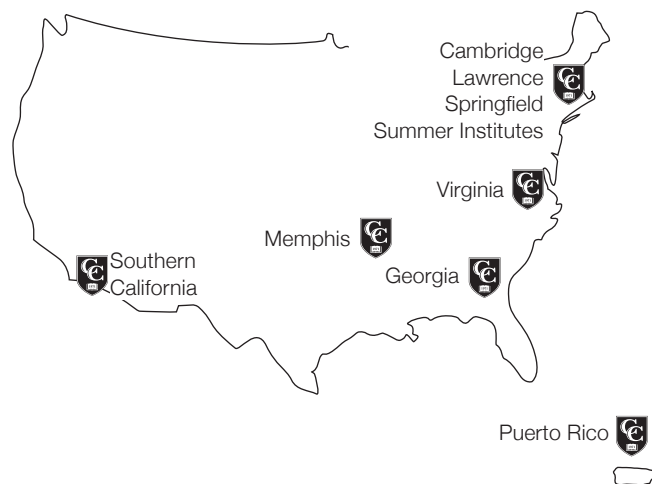 Cambridge
Lawrence
Springfield
Summer Institutes
Virginia
Memphis
Georgia
Southern
California
Puerto Rico